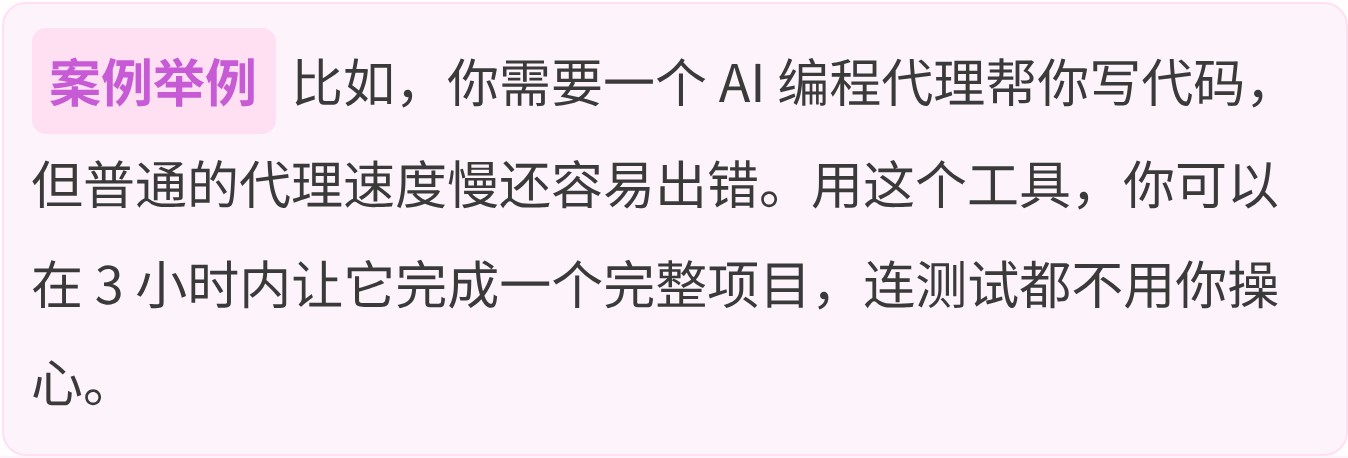 案例举例 比如，你需要一个 AI 编程代理帮你写代码，
但普通的代理速度慢还容易出错。用这个工具，你可以
在 3 小时内让它完成一个完整项目，连测试都不用你操
心。